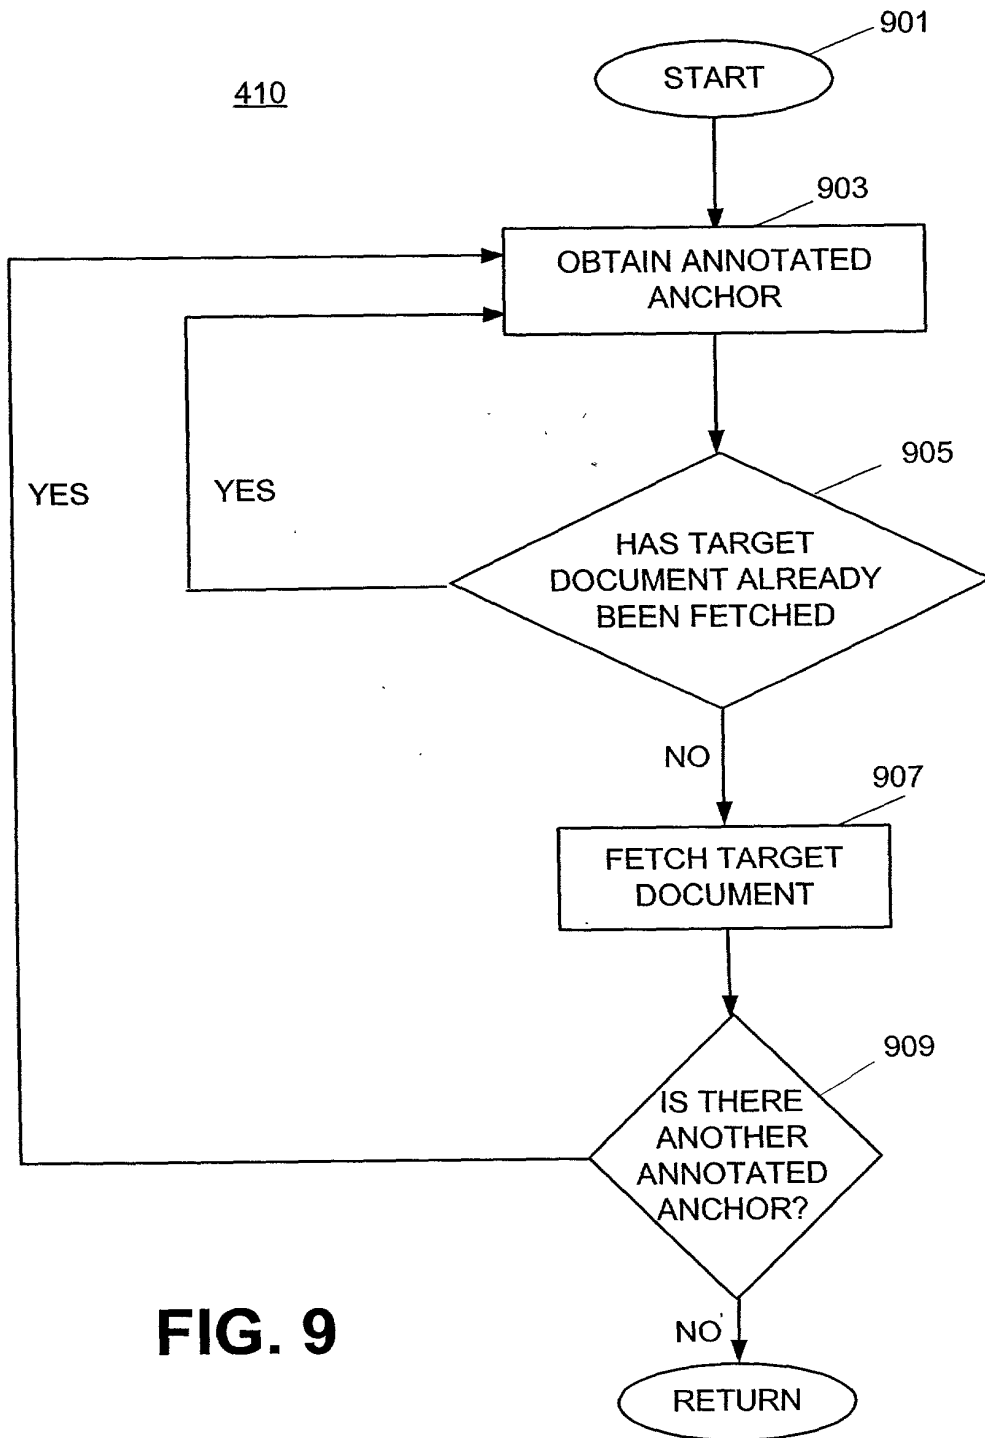 901
START
410
903
OBTAIN ANNOTATED
ANCHOR
905
YES
YES
HAS TARGET
DOCUMENT ALREADY
BEEN FETCHED
NO
907
FETCH TARGET
DOCUMENT
909
IS THERE
ANOTHER
ANNOTATED
ANCHOR?
FIG. 9
NO
RETURN